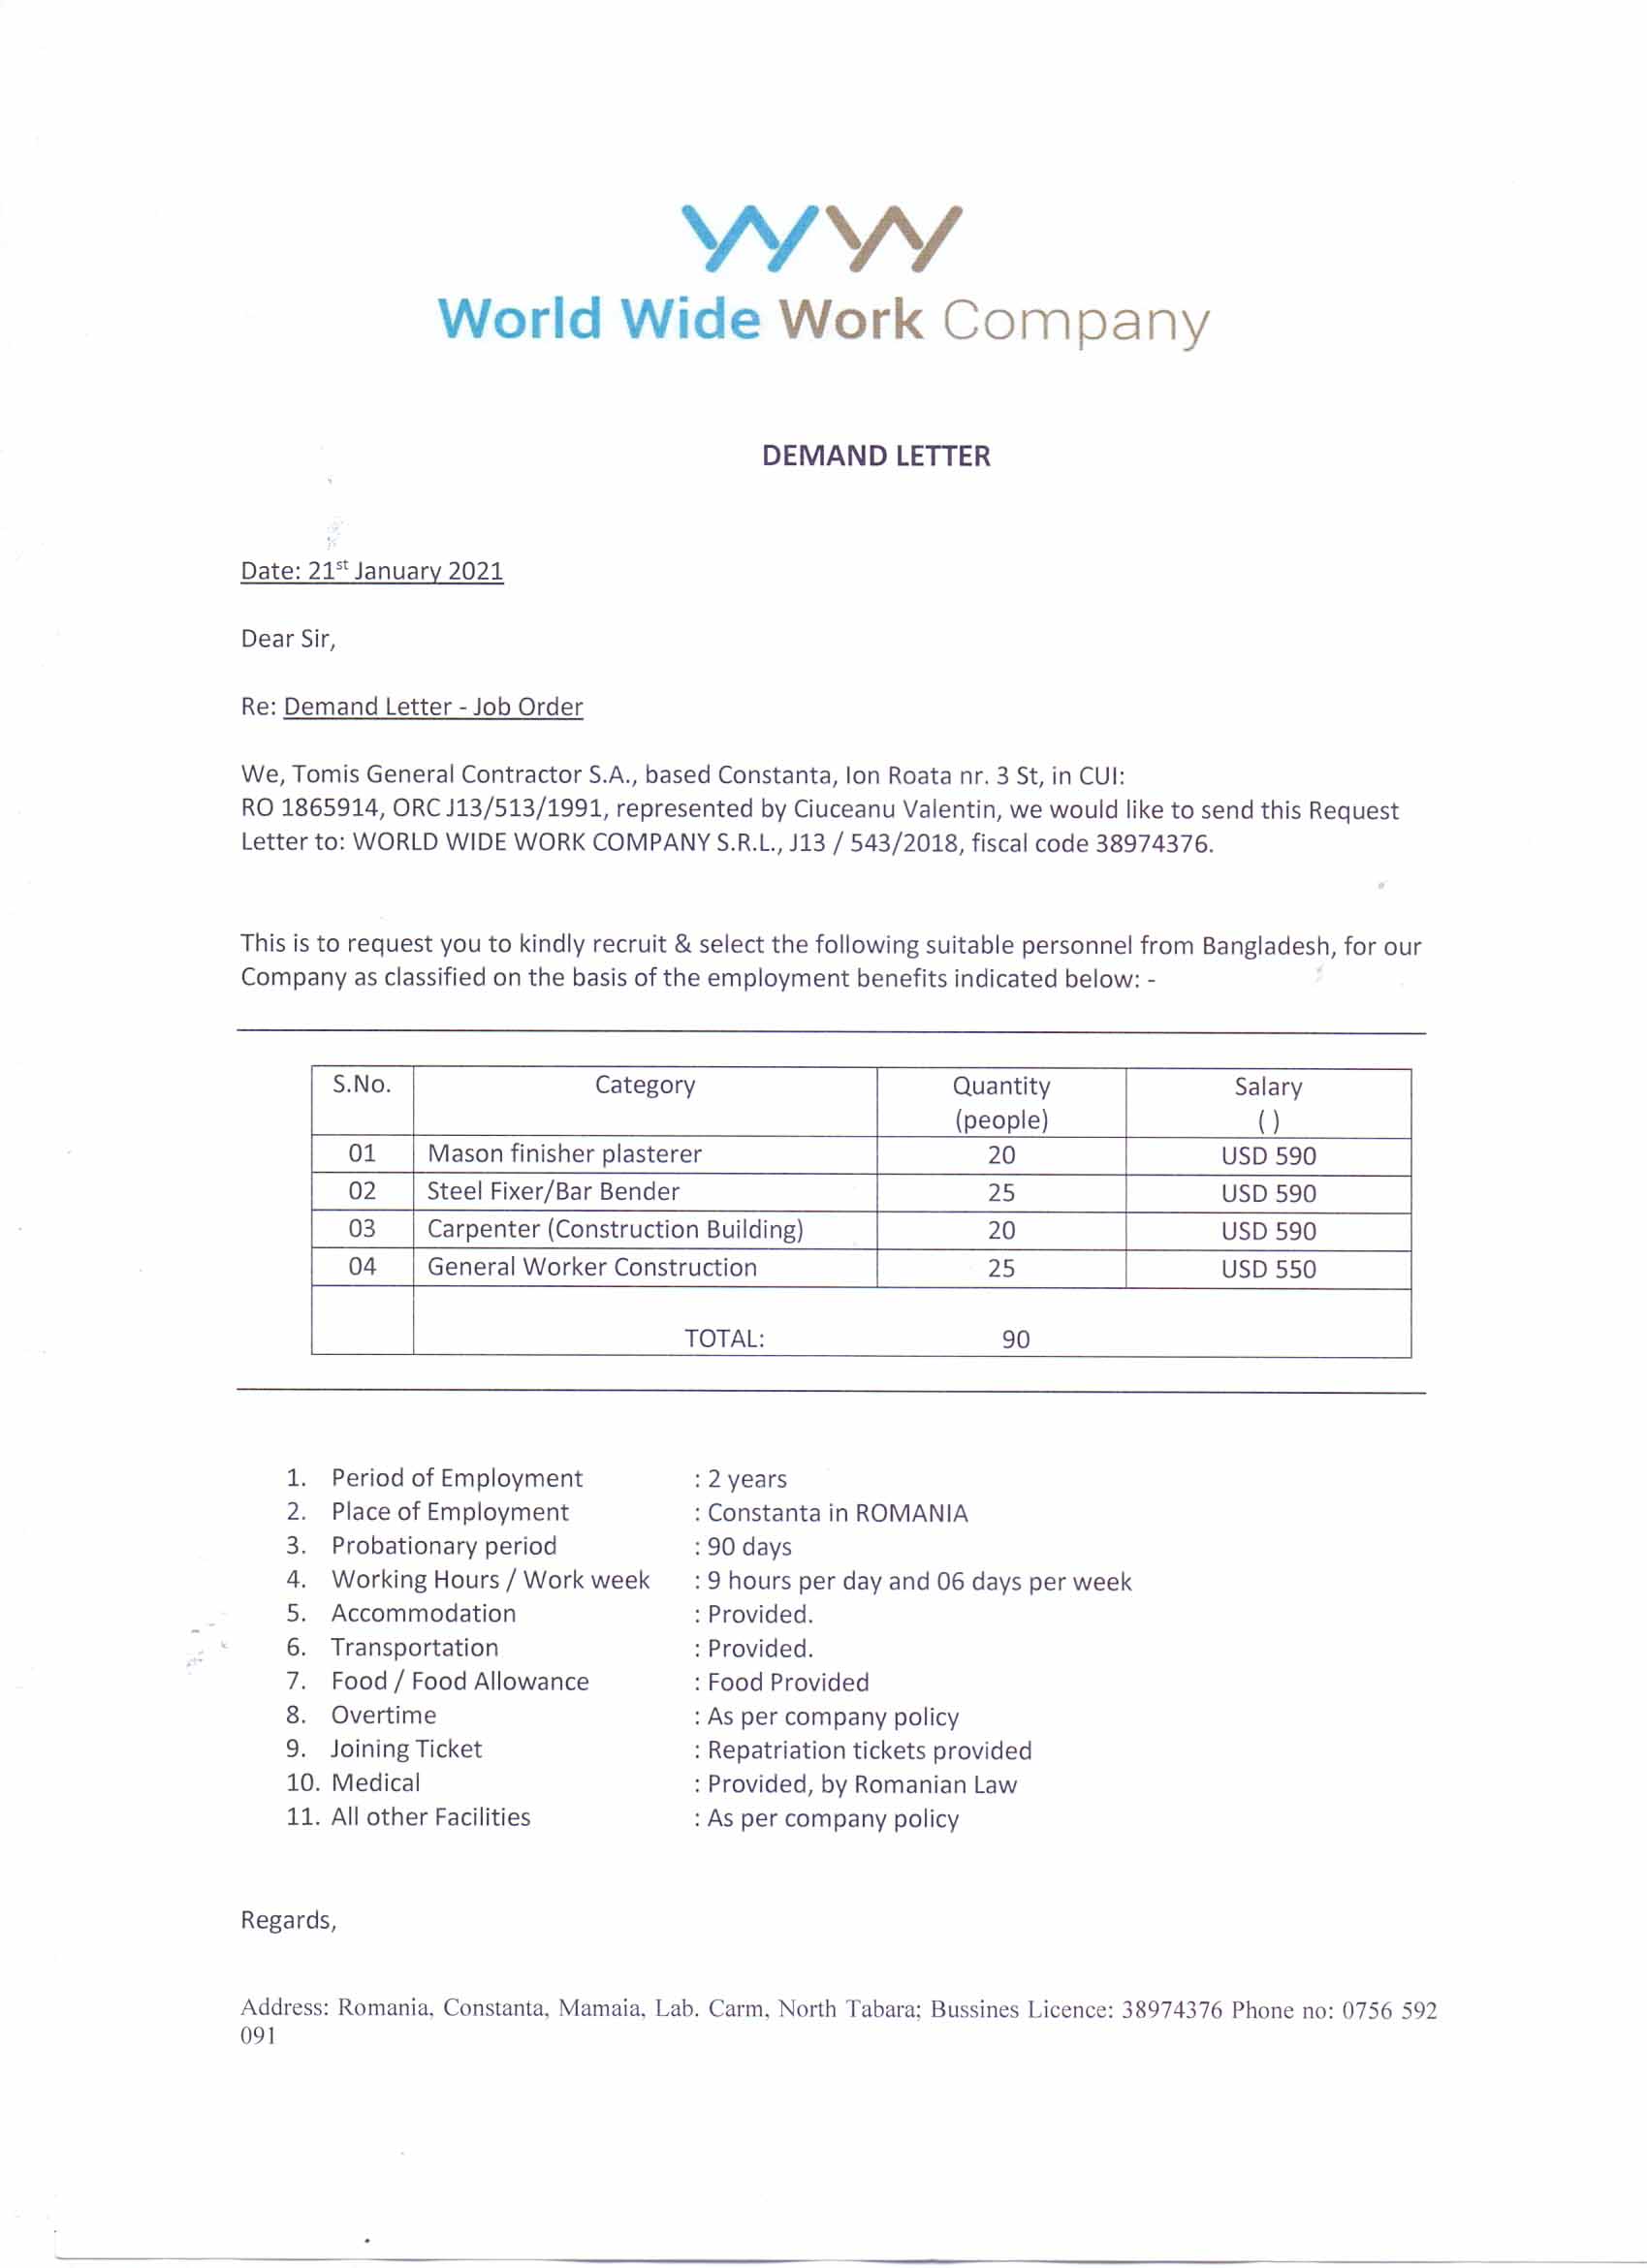 World Wide Work Company
DEMAND LETTER
Date: 21st January 2021
Dear Sir,
Re: Demand Letter - Job Order
We, Tomis General Contractor S.A., based Constanta, Ion Roata nr. 3 St, in CUI:
RO 1865914, ORC J13/513/1991, represented by Ciuceanu Valentin, we would like to send this Request
Letter to: WORLD WIDE WORK COMPANY S.R.L., J13 / 543/2018, fiscal code 38974376.
This is to request you to kindly recruit & select the following suitable personnel from Bangladesh, for our
Company as classified on the basis of the employment benefits indicated below: -
S.No. Category Quantity Salary
(people) ( )
01 Mason finisher plasterer 20 USD 590
02 Steel Fixer/Bar Bender 25 USD 590
03 Carpenter (Construction Building) 20 USD 590
04 General Worker Construction 25 USD 550
TOTAL: 90
1. Period of Employment : 2 years
2. Place of Employment : Constanta in ROMANIA
3. Probationary period : 90 days
4. Working Hours / Work week : 9 hours per day and 06 days per week
5. Accommodation : Provided.
6. Transportation : Provided.
7. Food / Food Allowance : Food Provided
8. Overtime : As per company policy
9. Joining Ticket : Repatriation tickets provided
10. Medical : Provided, by Romanian Law
11. All other Facilities : As per company policy
Regards,
Address: Romania, Constanta, Mamaia, Lab. Carm, North Tabara; Bussines Licence: 38974376 Phone no: 0756 592
091